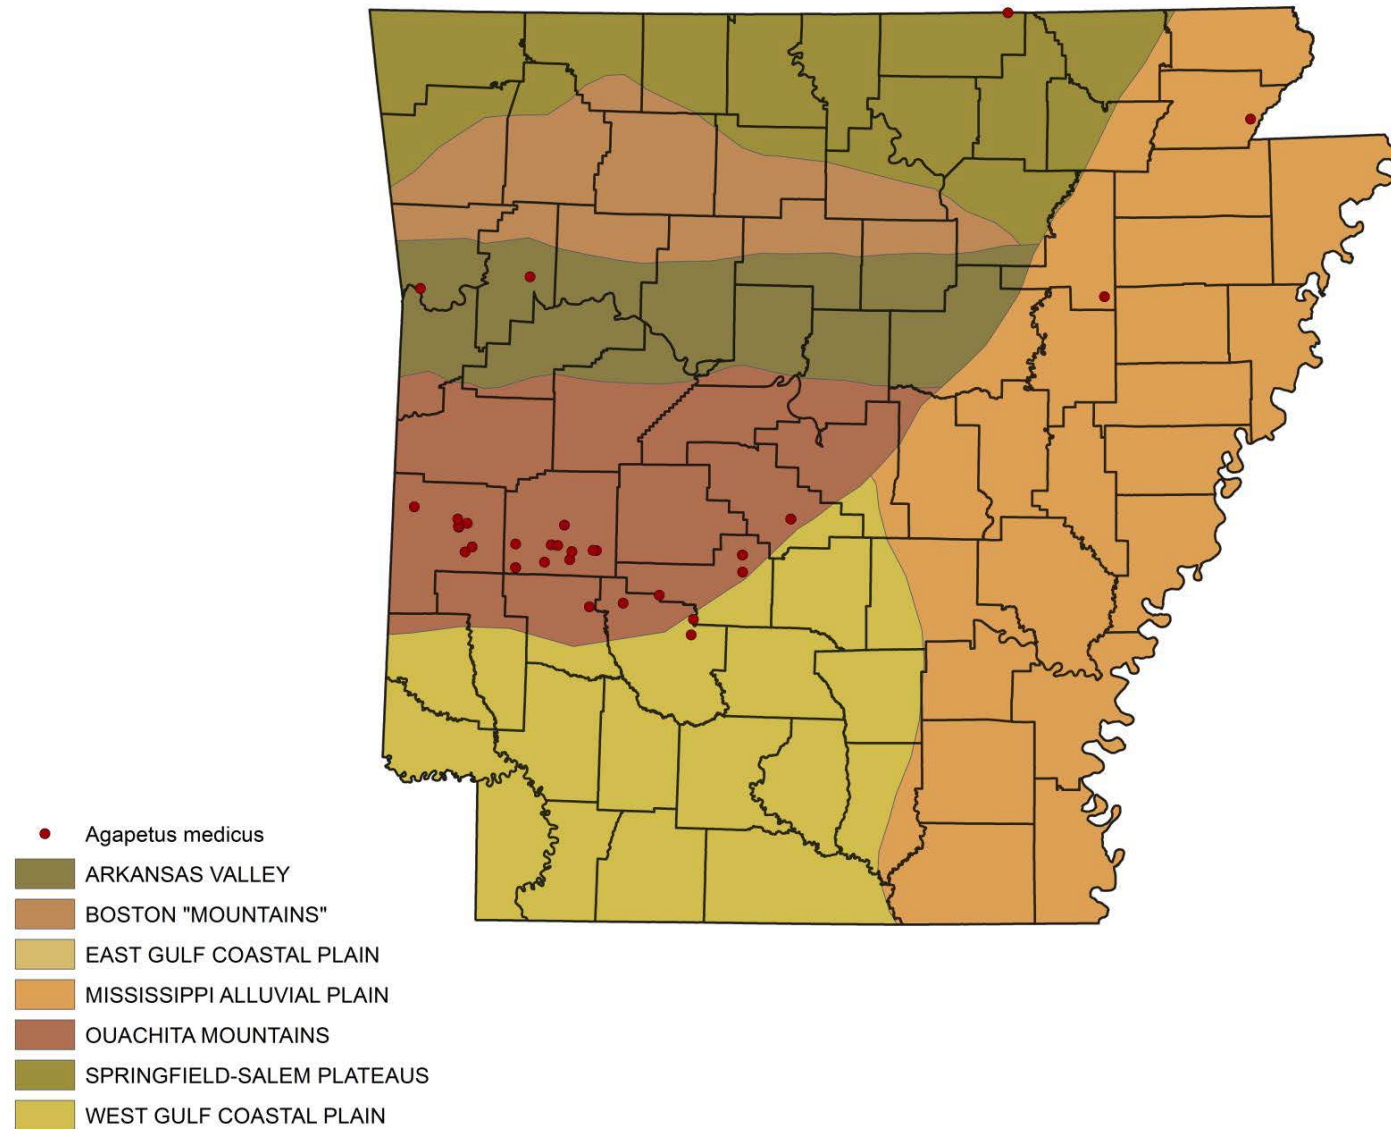 Agapetus medicus
ARKANSAS VALLEY
BOSTON "MOUNTAINS"
EAST GULF COASTAL PLAIN
MISSISSIPPI ALLUVIAL PLAIN
OUACHITA MOUNTAINS
SPRINGFIELD-SALEM PLATEAUS
WEST GULF COASTAL PLAIN